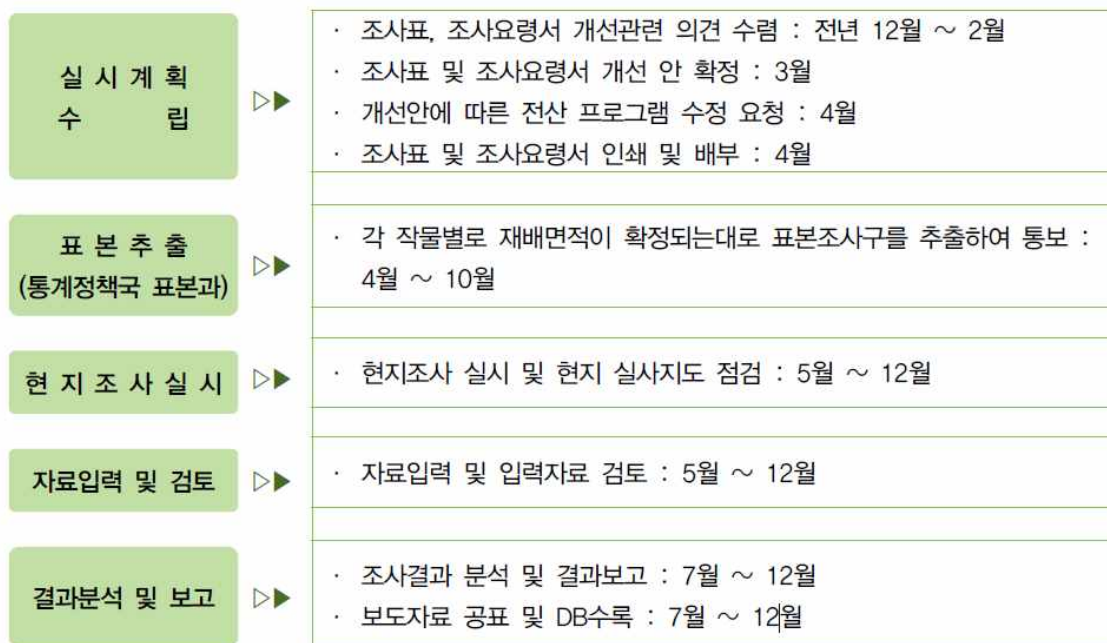 실 시 계 획
수 립
▷▶
· 조사표, 조사요령서 개선관련 의견 수렴 : 전년 12월 ~ 2월
· 조사표 및 조사요령서 개선 안 확정 : 3월
· 개선안에 따른 전산 프로그램 수정 요청 : 4월
· 조사표 및 조사요령서 인쇄 및 배부 : 4월
표 본 추 출
(통계정책국 표본과)
▷▶
· 각 작물별로 재배면적이 확정되는대로 표본조사구를 추출하여 통보 :
4월 ~ 10월
현 지 조 사 실 시
▷▶
· 현지조사 실시 및 현지 실사지도 점검 : 5월 ~ 12월
자료입력 및 검토
▷▶
· 자료입력 및 입력자료 검토 : 5월 ~ 12월
결과분석 및 보고
▷▶
· 조사결과 분석 및 결과보고 : 7월 ~ 12월
· 보도자료 공표 및 DB수록 : 7월 ~ 12월